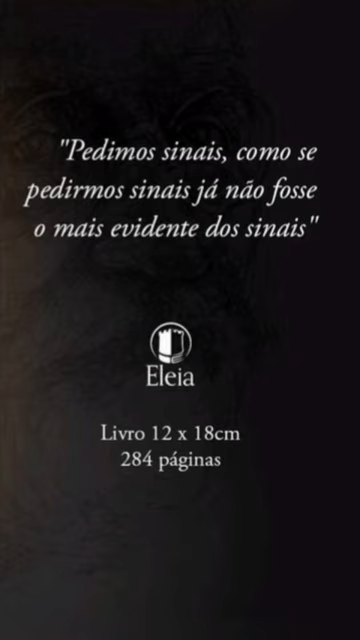 "Pedimos sinais, como se
pedirmos sinais já não fosse
o mais evidente dos sinais"
Eleia
Livro 12 x 18cm
284 páginas